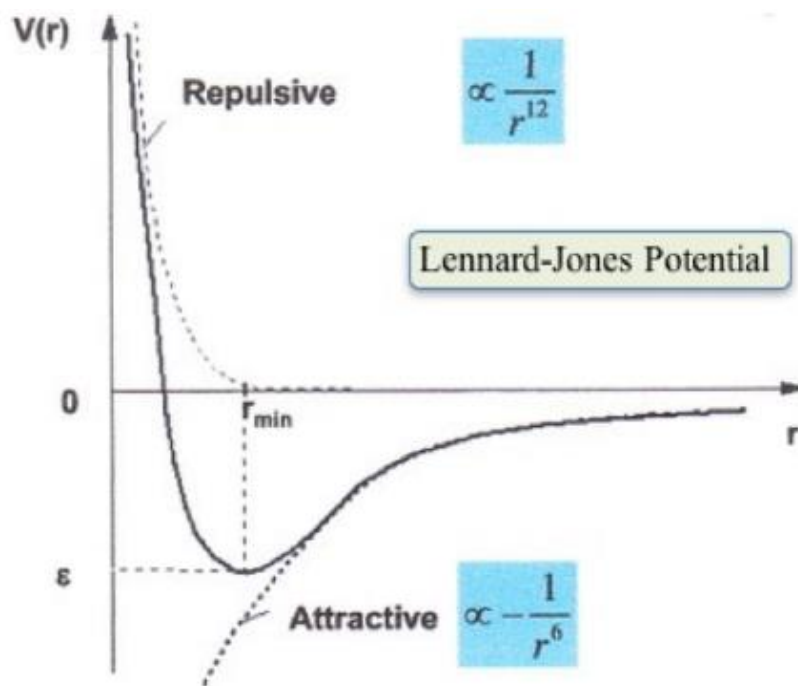 V(r)
Repulsive
∝ 1/r¹²
Lennard-Jones Potential
0
r_min
r
ε
Attractive
∝ − 1/r⁶